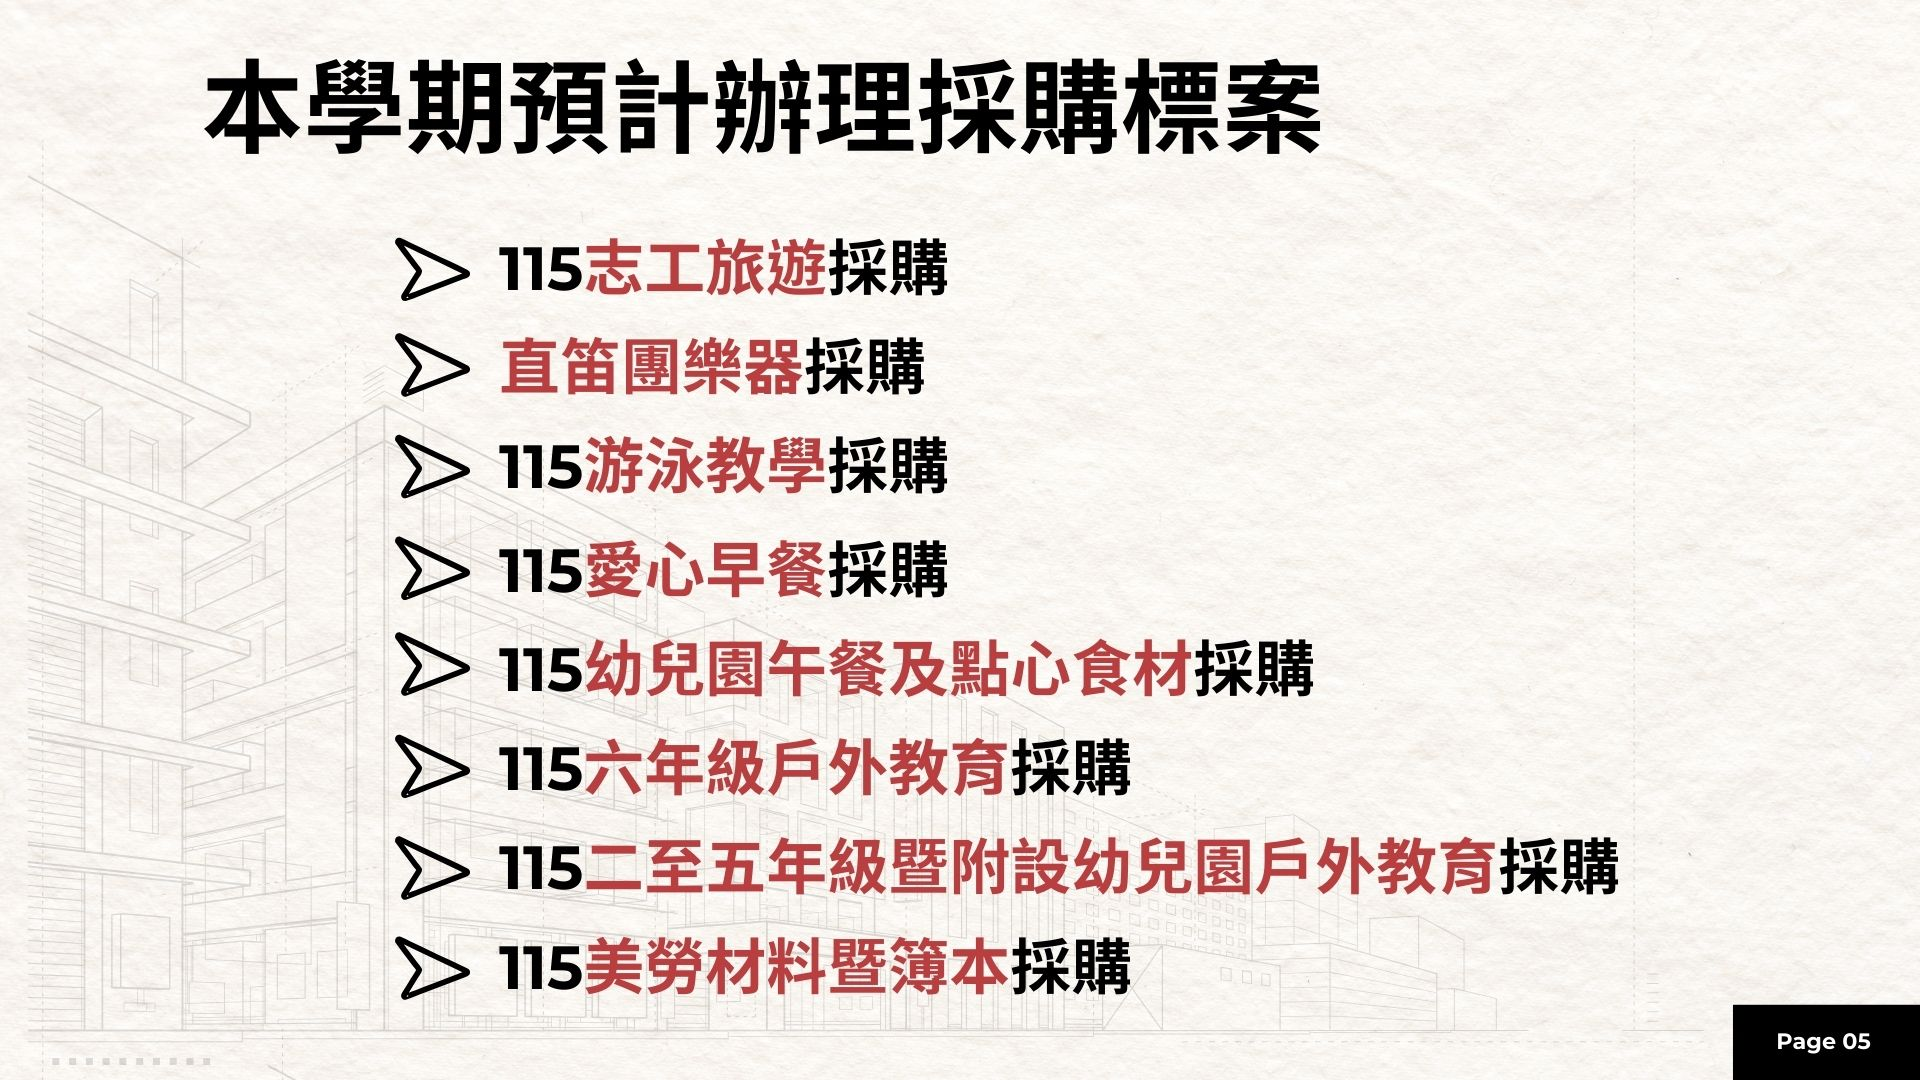 本學期預計辦理採購標案
115志工旅遊採購
直笛團樂器採購
115游泳教學採購
115愛心早餐採購
115幼兒園午餐及點心食材採購
115六年級戶外教育採購
115二至五年級暨附設幼兒園戶外教育採購
115美勞材料暨簿本採購
Page 05